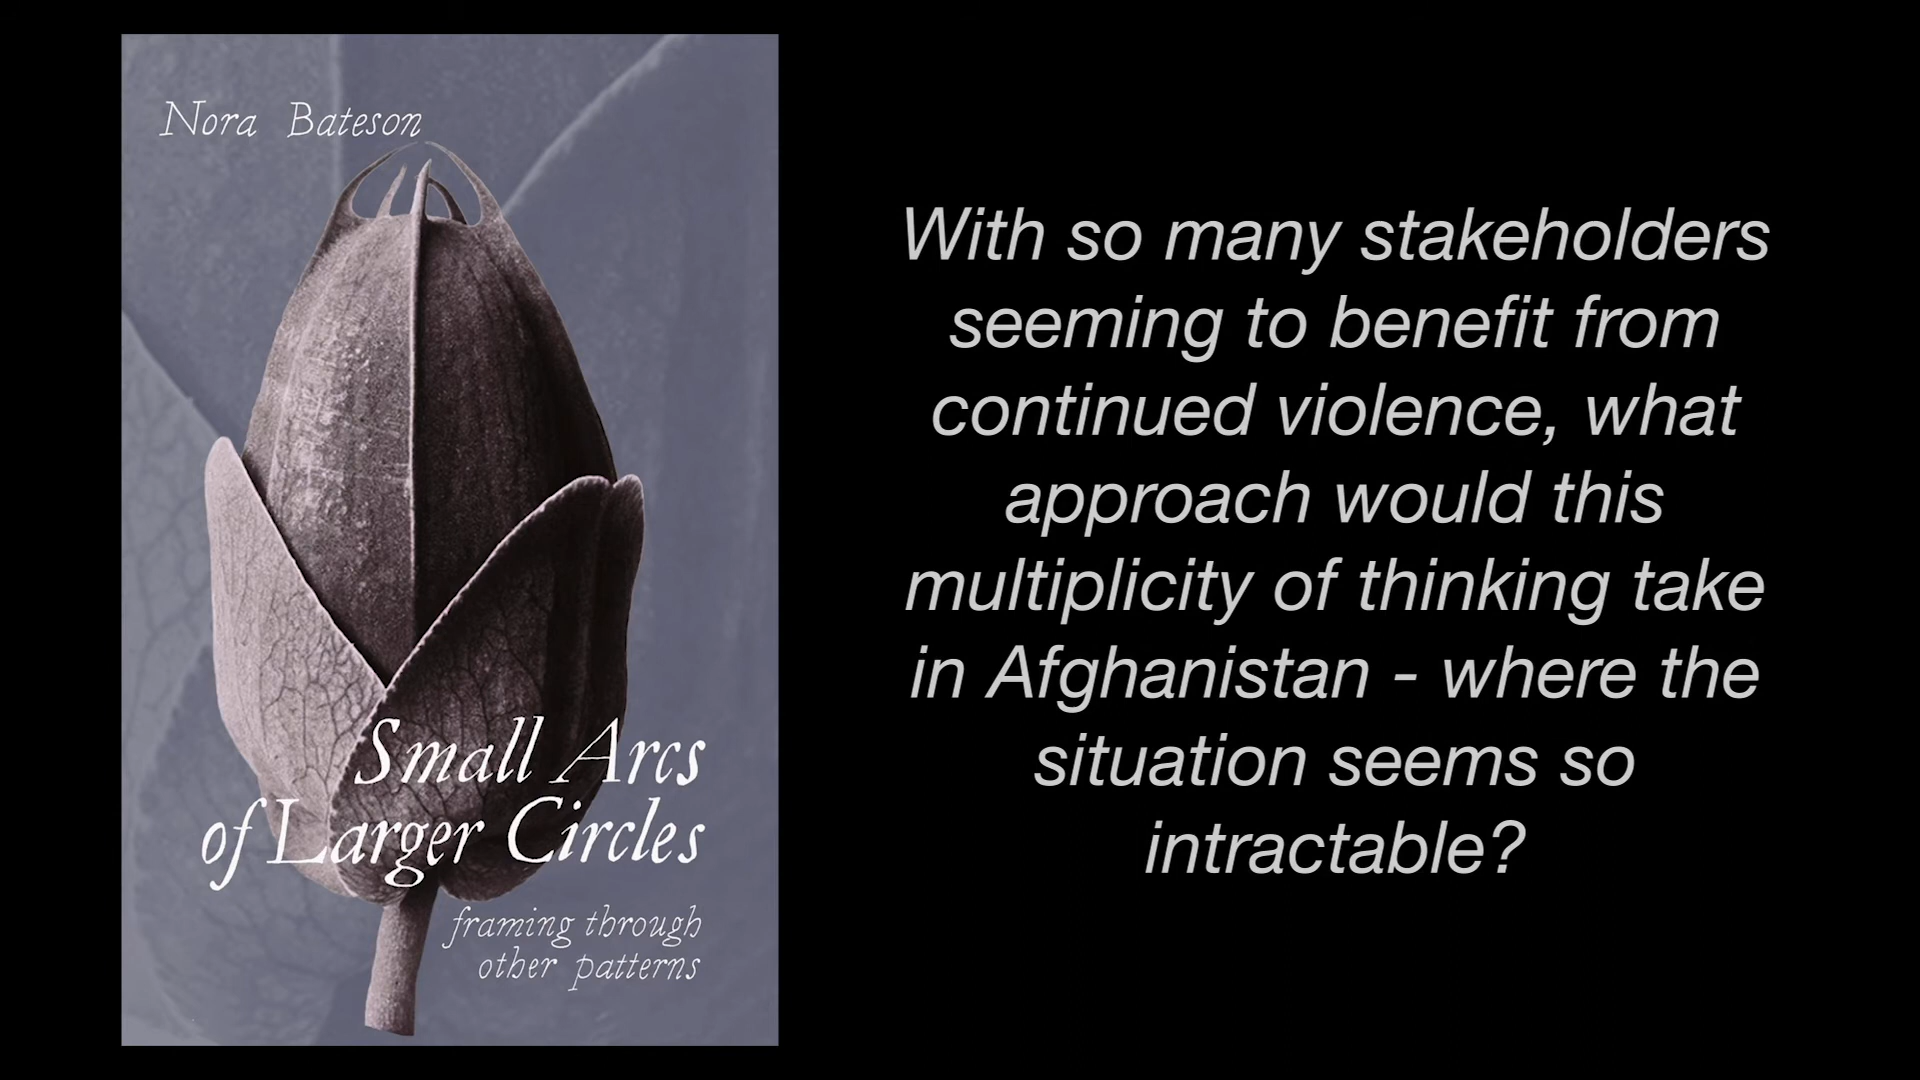 Nora Bateson
Small Arcs
of Larger Circles
framing through
other patterns
With so many stakeholders
seeming to benefit from
continued violence, what
approach would this
multiplicity of thinking take
in Afghanistan - where the
situation seems so
intractable?